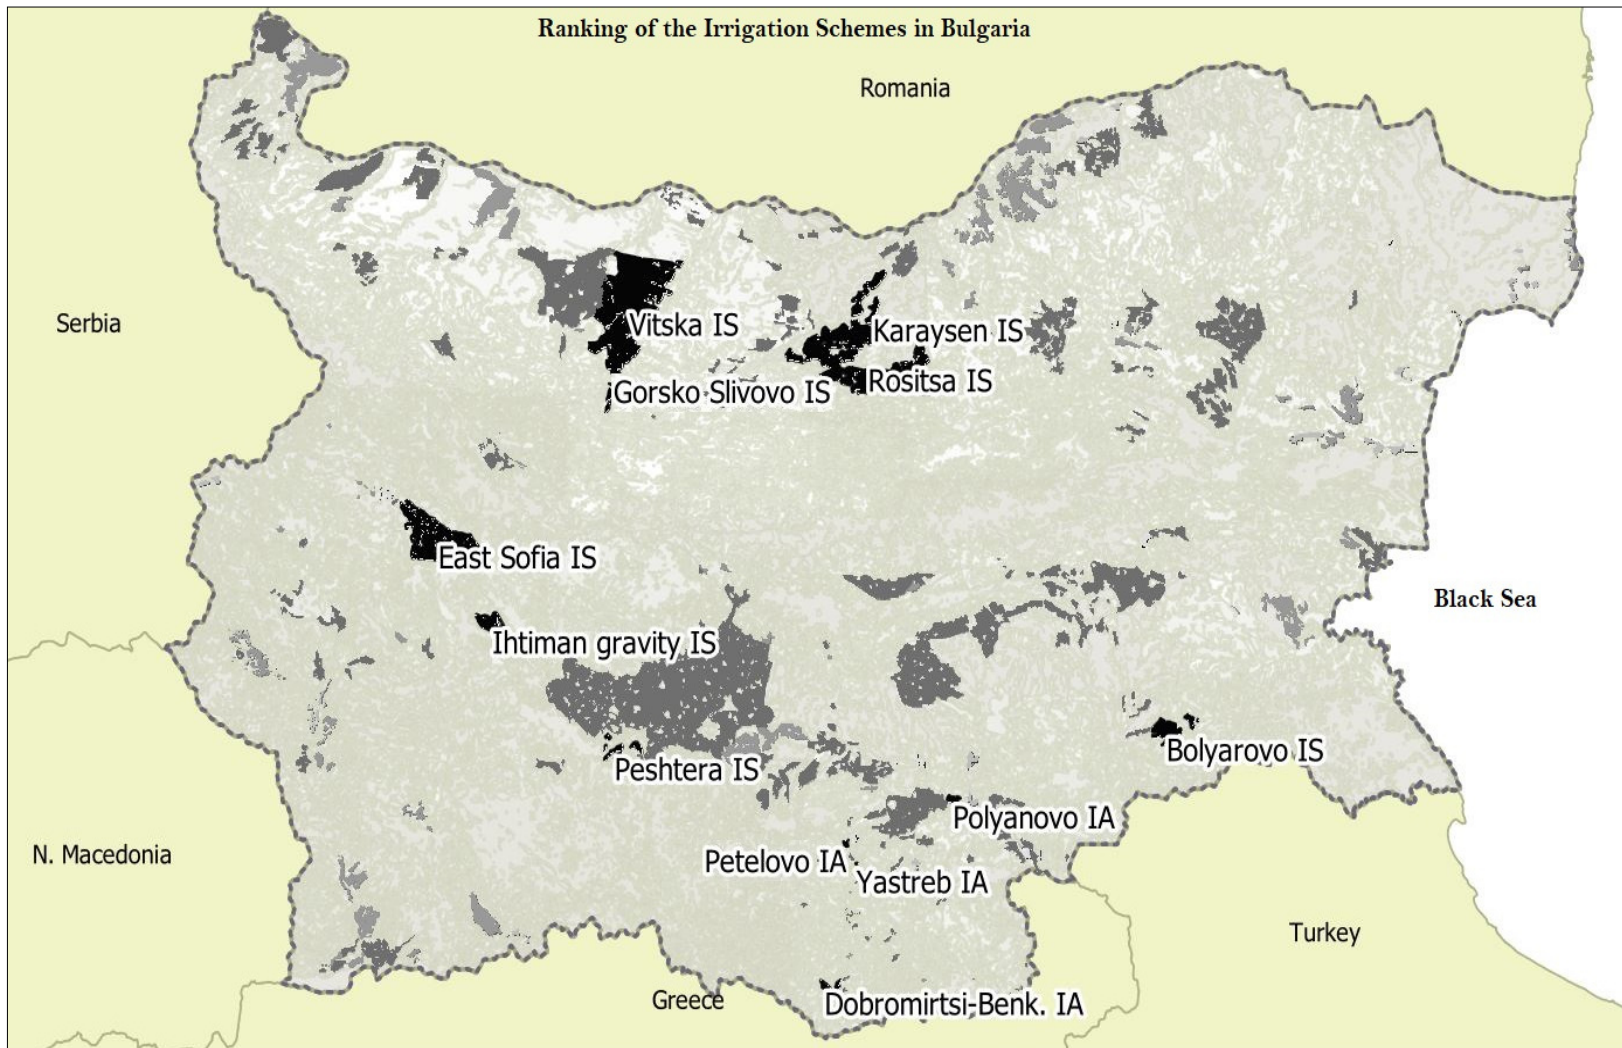 Ranking of the Irrigation Schemes in Bulgaria
Romania
Serbia
Vitska IS
Karaysen IS
Gorsko Slivovo IS
Rositsa IS
East Sofia IS
Black Sea
Ihtiman gravity IS
Bolyarovo IS
Peshtera IS
Polyanovo IA
N. Macedonia
Petelovo IA
Yastreb IA
Turkey
Greece
Dobromirtsi-Benk. IA